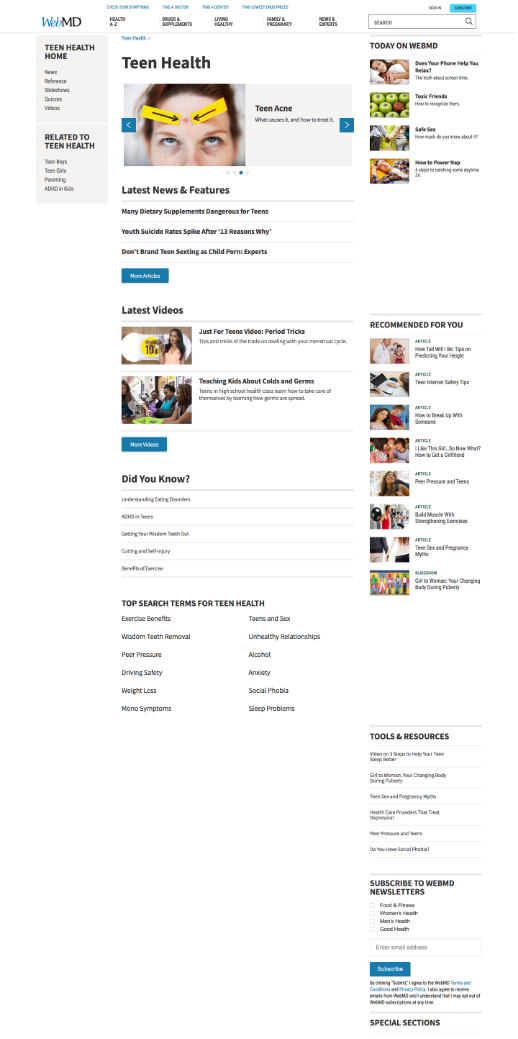 CHECK YOUR SYMPTOMS FIND A DOCTOR FIND A DENTIST FIND LOWEST DRUG PRICES
SIGN IN SUBSCRIBE
WebMD
HEALTH A-Z
DRUGS & SUPPLEMENTS
LIVING HEALTHY
FAMILY & PREGNANCY
NEWS & EXPERTS
SEARCH
TEEN HEALTH
HOME
News
Reference
Slideshows
Quizzes
Videos
RELATED TO
TEEN HEALTH
Teen Boys
Teen Girls
Parenting
ADHD in Kids
Teen Health >
Teen Health
Teen Acne
What causes it, and how to treat it.
Latest News & Features
Many Dietary Supplements Dangerous for Teens
Youth Suicide Rates Spike After '13 Reasons Why'
Don't Brand Teen Sexting as Child Porn: Experts
More Articles
Latest Videos
Just For Teens Video: Period Tricks
Tips and tricks of the trade on dealing with your menstrual cycle.
Teaching Kids About Colds and Germs
Teens in high school health class learn how to take care of
themselves by learning how germs are spread.
More Videos
Did You Know?
Understanding Eating Disorders
ADHD in Teens
Getting Your Wisdom Teeth Out
Cutting and Self-Injury
Benefits of Exercise
TOP SEARCH TERMS FOR TEEN HEALTH
Exercise Benefits
Teens and Sex
Wisdom Teeth Removal
Unhealthy Relationships
Peer Pressure
Alcohol
Driving Safety
Anxiety
Weight Loss
Social Phobia
Mono Symptoms
Sleep Problems
TODAY ON WEBMD
Does Your Phone Help You
Relax?
The truth about screen time.
Toxic Friends
How to recognize them.
Safe Sex
How much do you know about it?
How to Power Nap
4 steps to catching some daytime
Zs.
RECOMMENDED FOR YOU
ARTICLE
How Tall Will I Be: Tips on
Predicting Your Height
ARTICLE
Teen Internet Safety Tips
ARTICLE
How to Break Up With
Someone
ARTICLE
I Like This Girl...So Now What?
How to Get a Girlfriend
ARTICLE
Peer Pressure and Teens
ARTICLE
Build Muscle With
Strengthening Exercises
ARTICLE
Teen Sex and Pregnancy
Myths
SLIDESHOW
Girl to Woman: Your Changing
Body During Puberty
TOOLS & RESOURCES
Video on 3 Steps to Help Your Teen
Sleep Better
Girl to Woman: Your Changing Body
During Puberty
Teen Sex and Pregnancy Myths
Health Care Providers That Treat
Depression
Peer Pressure and Teens
Do You Have Social Phobia?
SUBSCRIBE TO WEBMD
NEWSLETTERS
Food & Fitness
Women's Health
Men's Health
Good Health
Enter email address
Subscribe
By clicking "Submit," I agree to the WebMD Terms and
Conditions and Privacy Policy. I also agree to receive
emails from WebMD and I understand that I may opt out of
WebMD subscriptions at any time.
SPECIAL SECTIONS